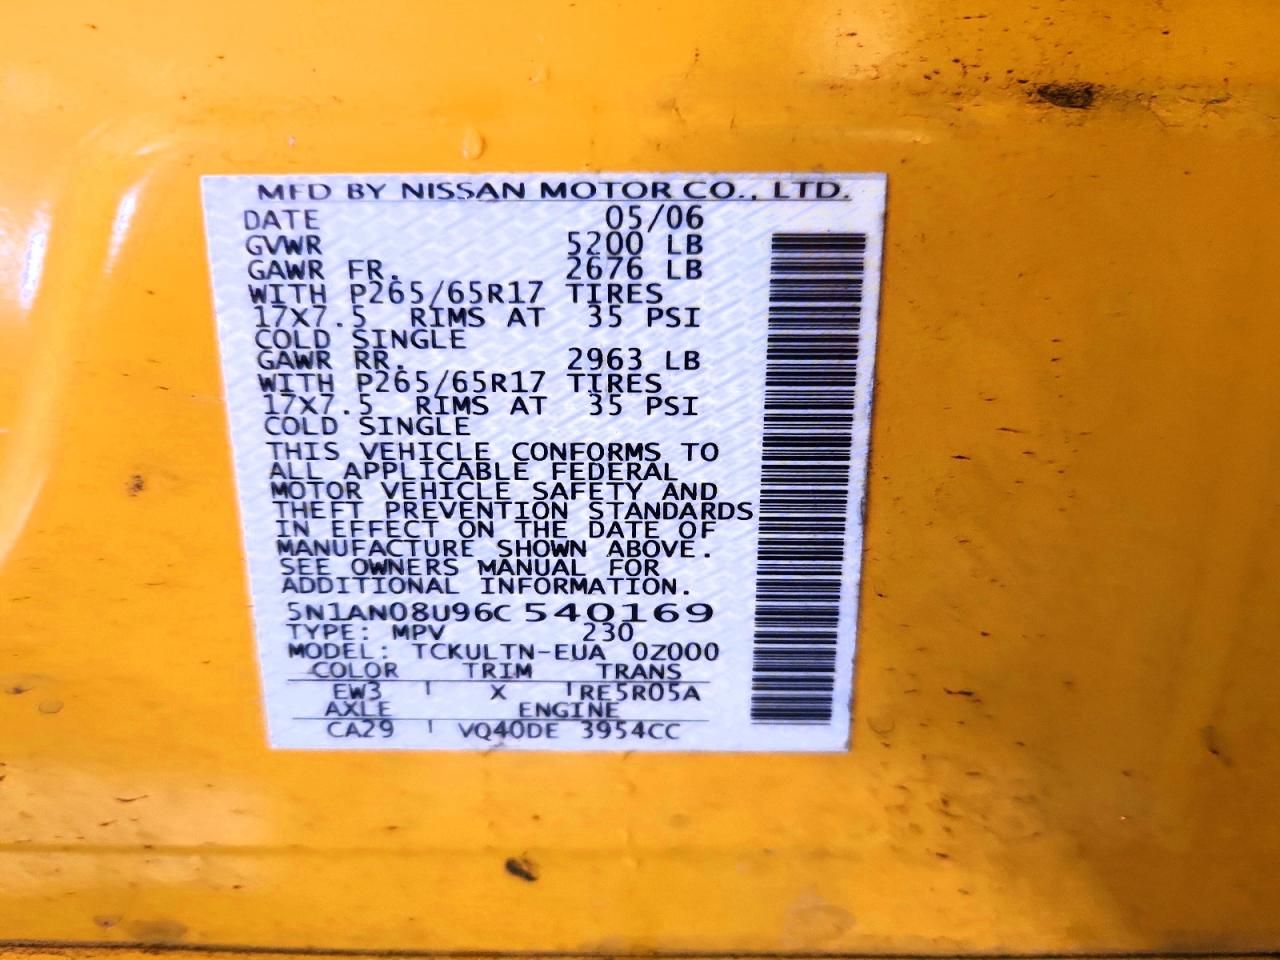 MFD BY NISSAN MOTOR CO., LTD.
DATE 05/06
GVWR 5200 LB
GAWR FR. 2676 LB
WITH P265/65R17 TIRES
17X7.5 RIMS AT 35 PSI
COLD SINGLE
GAWR RR. 2963 LB
WITH P265/65R17 TIRES
17X7.5 RIMS AT 35 PSI
COLD SINGLE
THIS VEHICLE CONFORMS TO
ALL APPLICABLE FEDERAL
MOTOR VEHICLE SAFETY AND
THEFT PREVENTION STANDARDS
IN EFFECT ON THE DATE OF
MANUFACTURE SHOWN ABOVE.
SEE OWNERS MANUAL FOR
ADDITIONAL INFORMATION.
5N1AN08U96C540169
TYPE: MPV 230
MODEL: TCKULTN-EUA 0Z000
COLOR TRIM TRANS
EW3 X RE5R05A
AXLE ENGINE
CA29 VQ40DE 3954CC